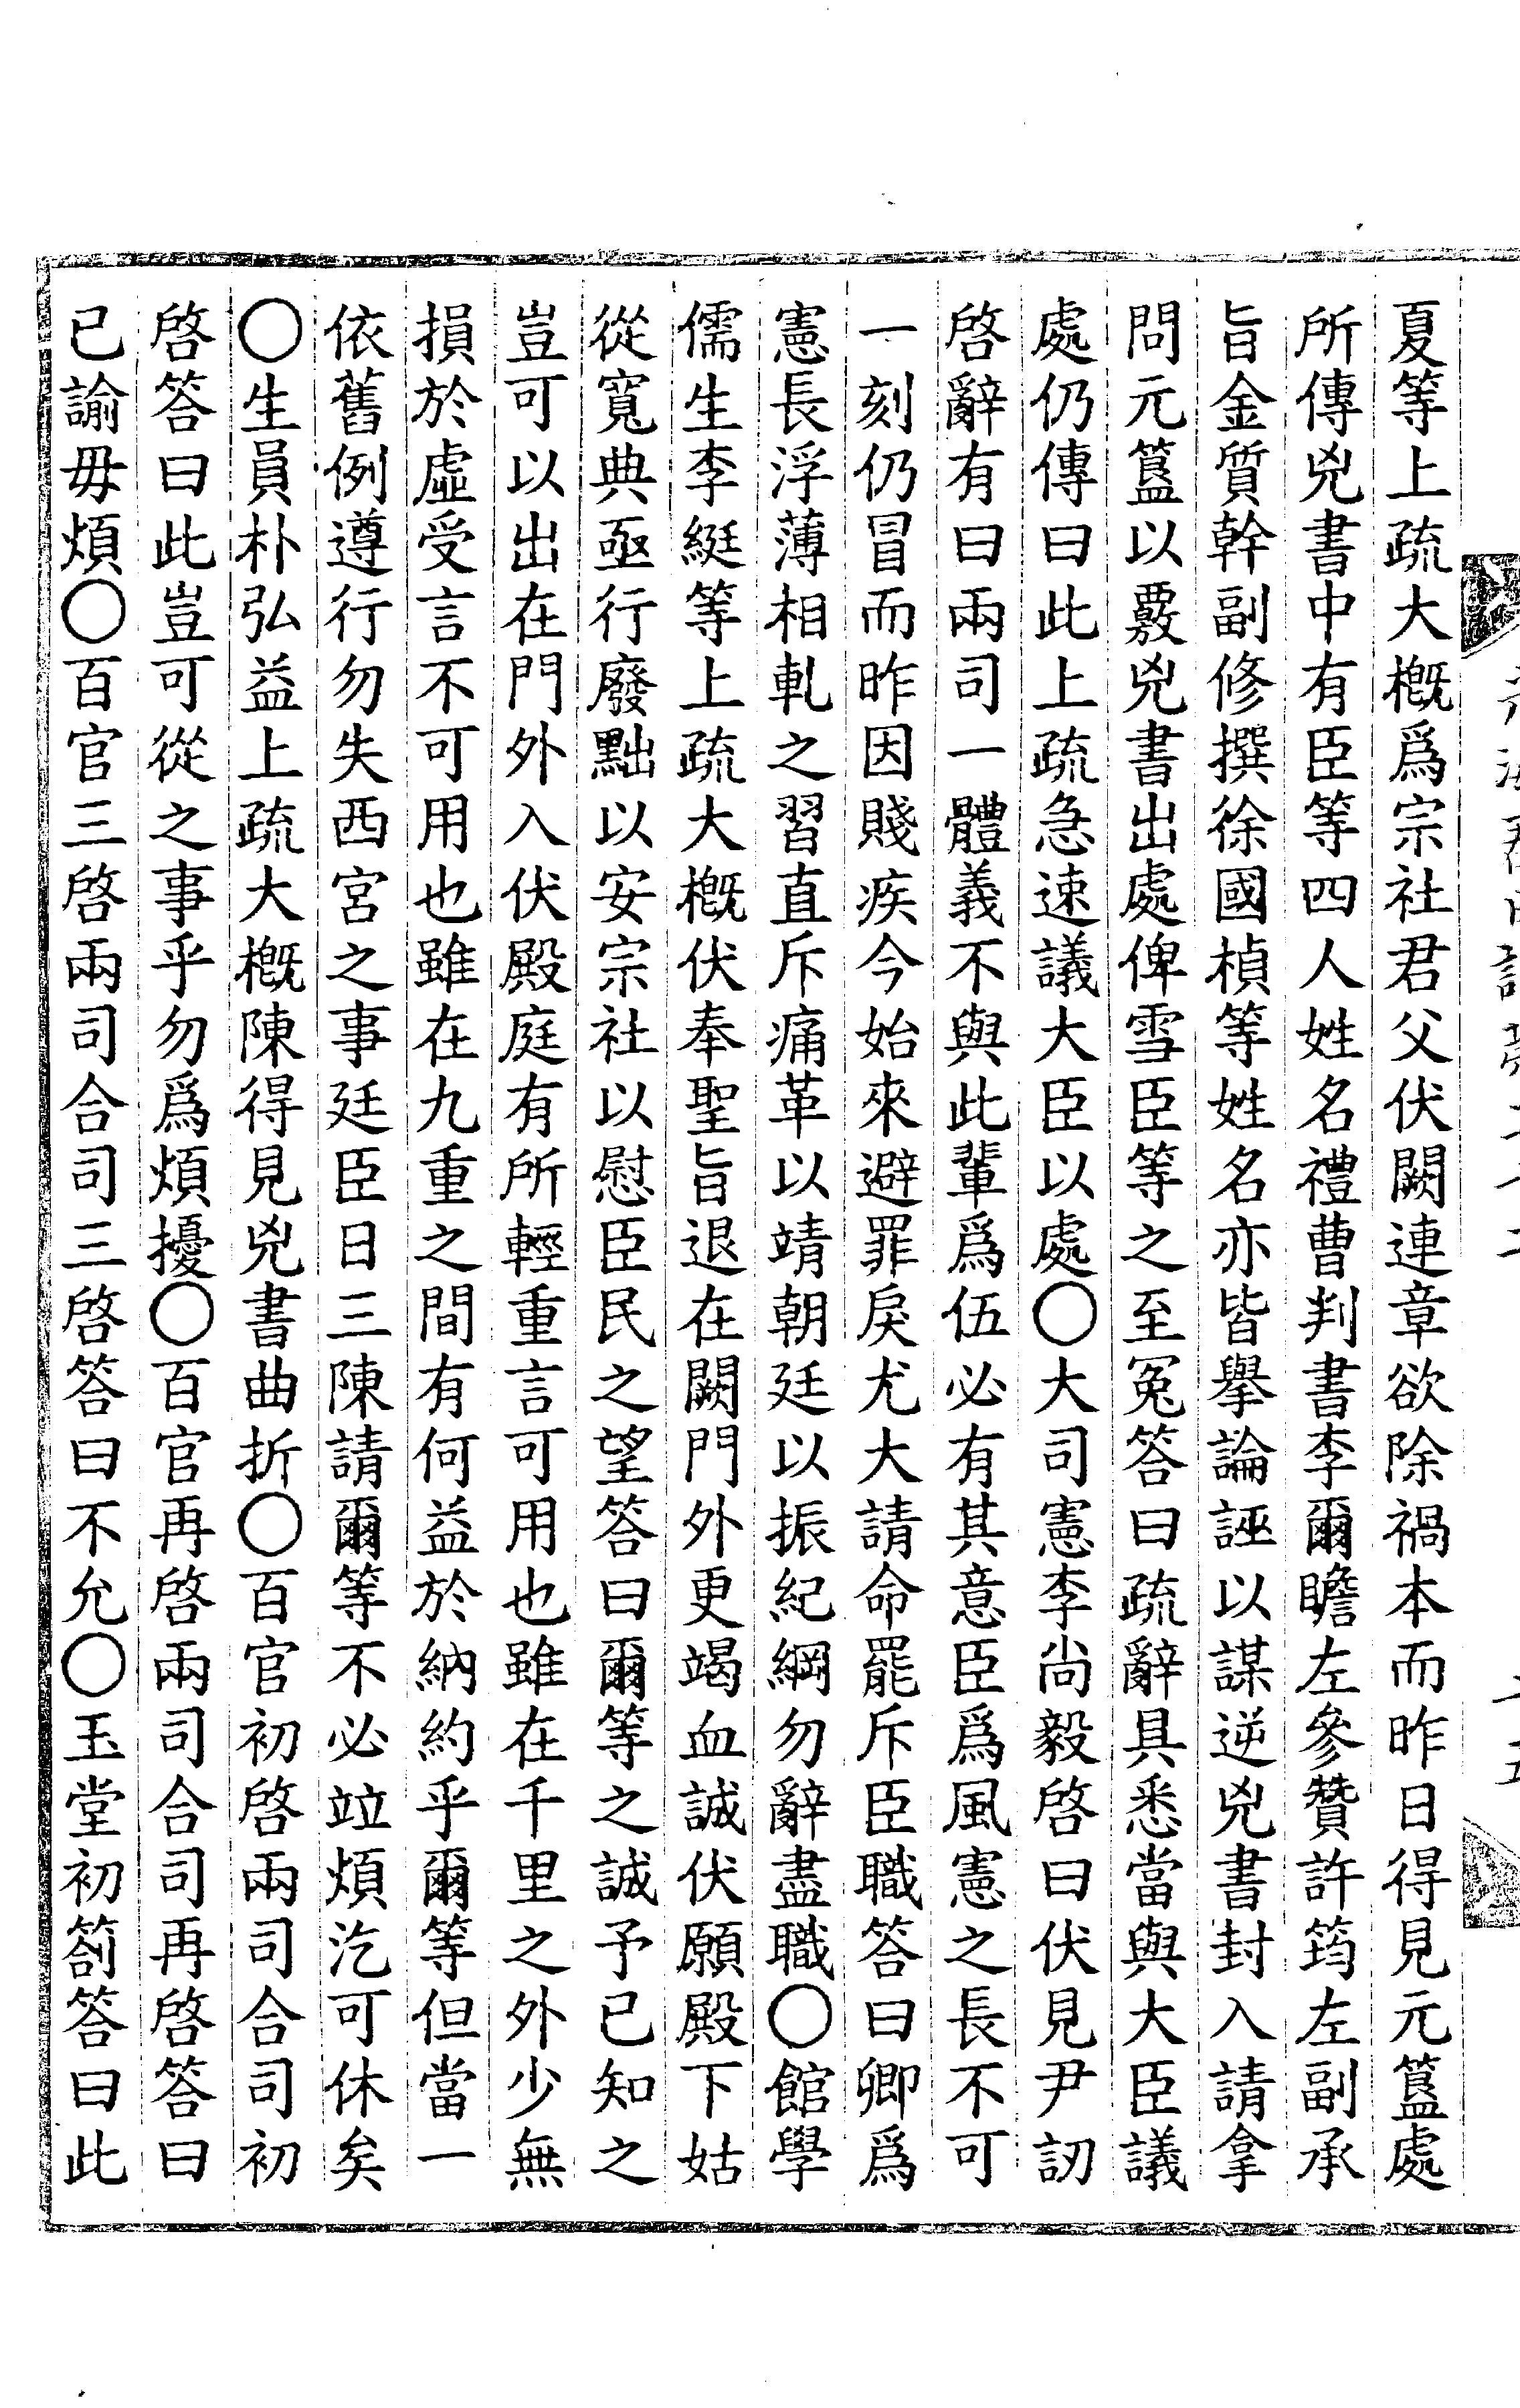 夏等上疏大概爲宗社君父伏闕連章欲除禍本而昨日得見元簋處
所傳兇書中有臣等四人姓名禮曹判書李爾瞻左參贊許筠左副承
旨金質幹副修撰徐國楨等姓名亦皆擧論誣以謀逆兇書封入請拿
問元簋以覈兇書出處俾雪臣等之至冤答曰疏辭具悉當與大臣議
處仍傳曰此上疏急速議大臣以處〇大司憲李尙毅啓曰伏見尹訒
啓辭有曰兩司一體義不與此輩爲伍必有其意臣爲風憲之長不可
一刻仍冒而昨因賤疾今始來避罪戾尤大請命罷斥臣職答曰卿爲
憲長浮薄相軋之習直斥痛革以靖朝廷以振紀綱勿辭盡職〇館學
儒生李綎等上疏大概伏奉聖旨退在闕門外更竭血誠伏願殿下姑
從寬典亟行廢黜以安宗社以慰臣民之望答曰爾等之誠予已知之
豈可以出在門外入伏殿庭有所輕重言可用也雖在千里之外少無
損於虛受言不可用也雖在九重之間有何益於納約乎爾等但當一
依舊例遵行勿失西宮之事廷臣日三陳請爾等不必竝煩汔可休矣
〇生員朴弘益上疏大概陳得見兇書曲折〇百官初啓兩司合司初
啓答曰此豈可從之事乎勿爲煩擾〇百官再啓兩司合司再啓答曰
已諭毋煩〇百官三啓兩司合司三啓答曰不允〇玉堂初箚答曰此